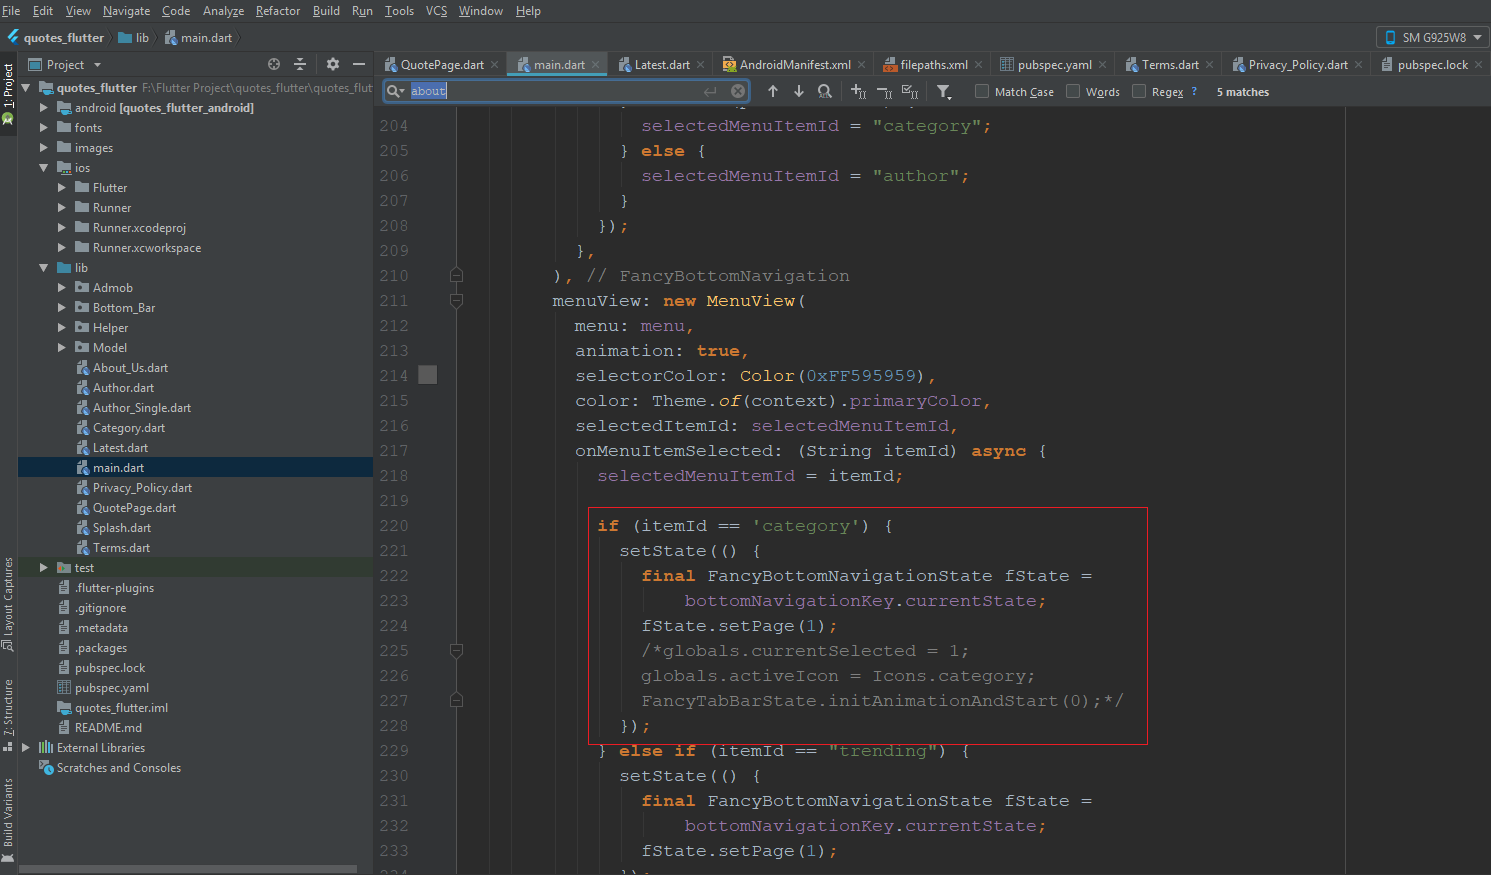 File Edit View Navigate Code Analyze Refactor Build Run Tools VCS Window Help
quotes_flutter lib main.dart SM G925W8
Project
QuotePage.dart main.dart Latest.dart AndroidManifest.xml filepaths.xml pubspec.yaml Terms.dart Privacy_Policy.dart pubspec.lock
about Match Case Words Regex ? 5 matches
1: Project
Layout Captures
7: Structure
Build Variants
quotes_flutter F:\Flutter Project\quotes_flutter\quotes_flut
android [quotes_flutter_android]
fonts
images
ios
Flutter
Runner
Runner.xcodeproj
Runner.xcworkspace
lib
Admob
Bottom_Bar
Helper
Model
About_Us.dart
Author.dart
Author_Single.dart
Category.dart
Latest.dart
main.dart
Privacy_Policy.dart
QuotePage.dart
Splash.dart
Terms.dart
test
.flutter-plugins
.gitignore
.metadata
.packages
pubspec.lock
pubspec.yaml
quotes_flutter.iml
README.md
External Libraries
Scratches and Consoles
204 selectedMenuItemId = "category";
205 } else {
206 selectedMenuItemId = "author";
207 }
208 });
209 },
210 ), // FancyBottomNavigation
211 menuView: new MenuView(
212 menu: menu,
213 animation: true,
214 selectorColor: Color(0xFF595959),
215 color: Theme.of(context).primaryColor,
216 selectedItemId: selectedMenuItemId,
217 onMenuItemSelected: (String itemId) async {
218 selectedMenuItemId = itemId;
219
220 if (itemId == 'category') {
221 setState(() {
222 final FancyBottomNavigationState fState =
223 bottomNavigationKey.currentState;
224 fState.setPage(1);
225 /*globals.currentSelected = 1;
226 globals.activeIcon = Icons.category;
227 FancyTabBarState.initAnimationAndStart(0);*/
228 });
229 } else if (itemId == "trending") {
230 setState(() {
231 final FancyBottomNavigationState fState =
232 bottomNavigationKey.currentState;
233 fState.setPage(1);